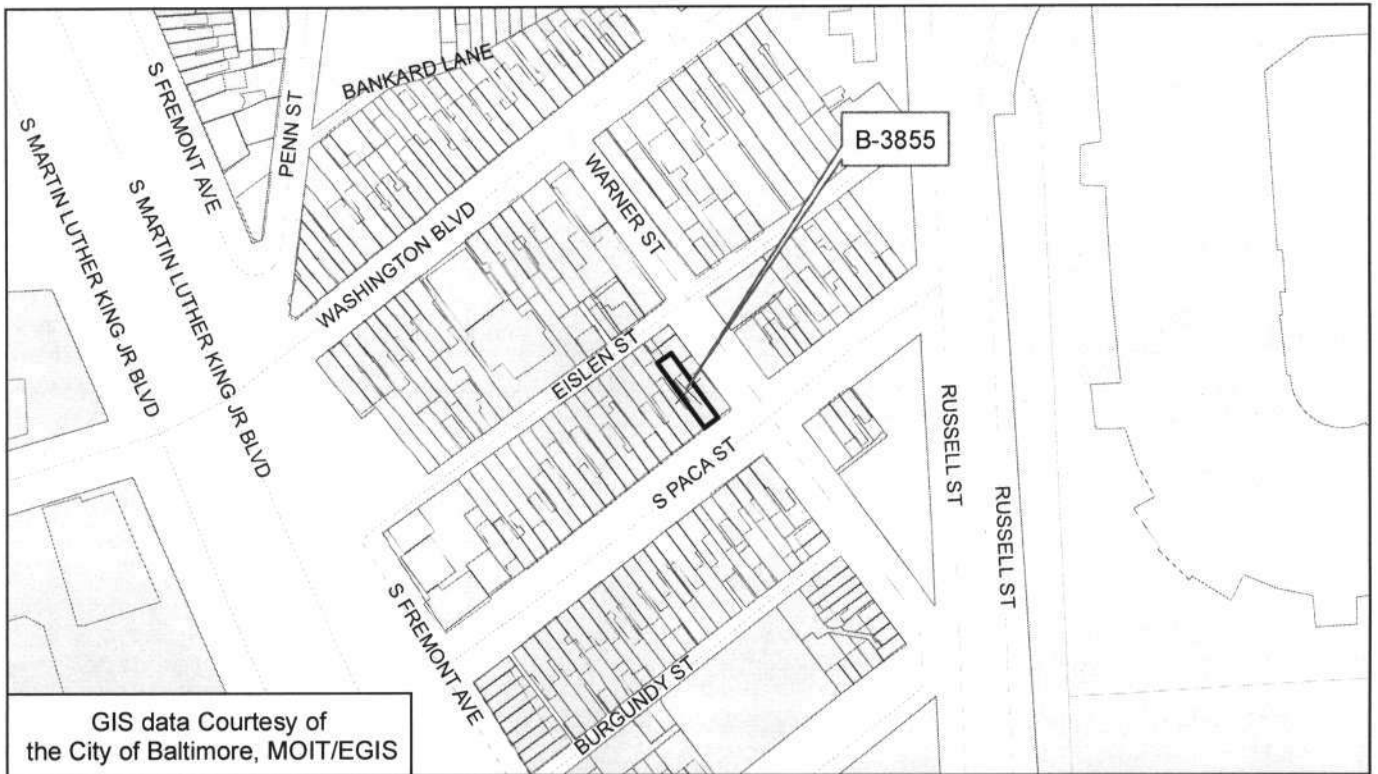 S FREMONT AVE
PENN ST
BANKARD LANE
S MARTIN LUTHER KING JR BLVD
S MARTIN LUTHER KING JR BLVD
WASHINGTON BLVD
WARNER ST
B-3855
EISLEN ST
S PACA ST
RUSSELL ST
RUSSELL ST
S FREMONT AVE
BURGUNDY ST
GIS data Courtesy of
the City of Baltimore, MOIT/EGIS